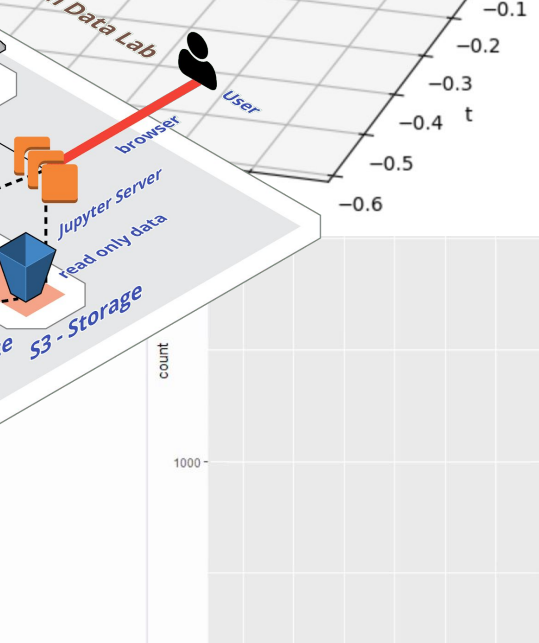 Data Lab
User
browser
Jupyter Server
read only data
S3 - Storage
-0.1
-0.2
-0.3
t
-0.4
-0.5
-0.6
count
1000